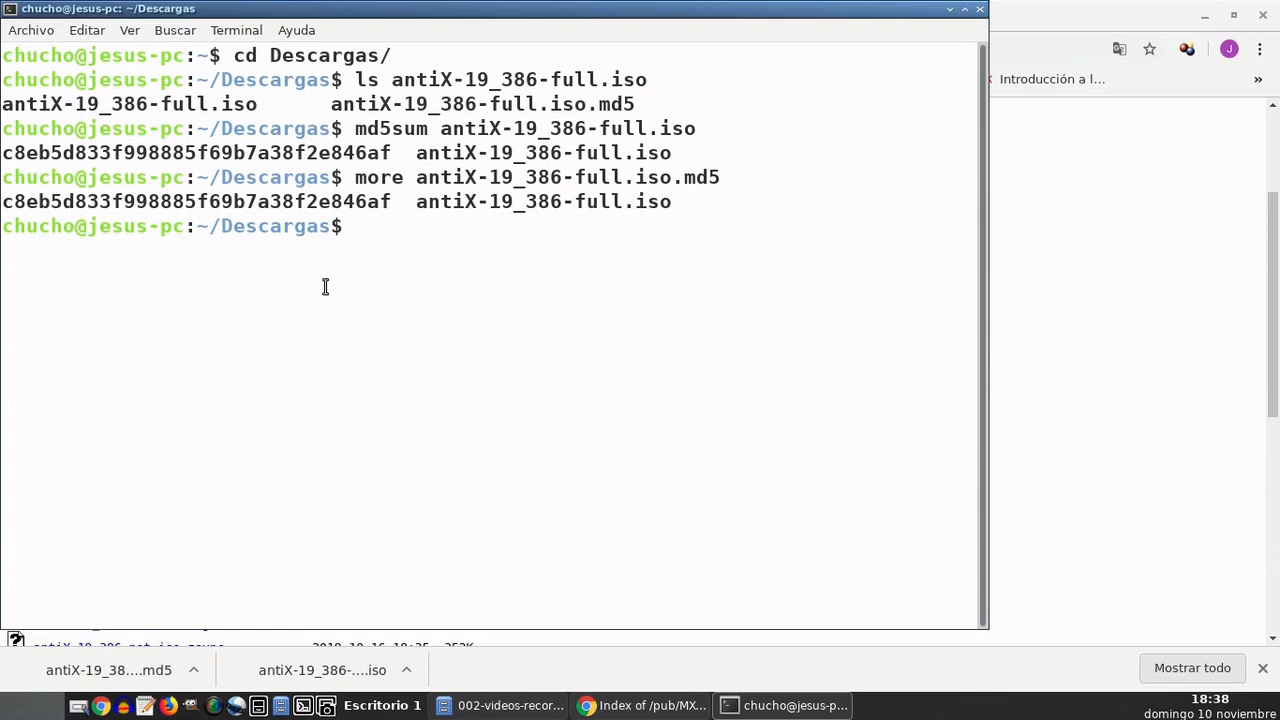 chucho@jesus-pc: ~/Descargas
Archivo Editar Ver Buscar Terminal Ayuda
chucho@jesus-pc:~$ cd Descargas/
chucho@jesus-pc:~/Descargas$ ls antiX-19_386-full.iso
antiX-19_386-full.iso antiX-19_386-full.iso.md5
chucho@jesus-pc:~/Descargas$ md5sum antiX-19_386-full.iso
c8eb5d833f998885f69b7a38f2e846af antiX-19_386-full.iso
chucho@jesus-pc:~/Descargas$ more antiX-19_386-full.iso.md5
c8eb5d833f998885f69b7a38f2e846af antiX-19_386-full.iso
chucho@jesus-pc:~/Descargas$
J
Introducción a l...
»
antiX-19_38....md5 antiX-19_386-....iso Mostrar todo
Escritorio 1 002-videos-recor... Index of /pub/MX... chucho@jesus-p...
18:38
domingo 10 noviembre